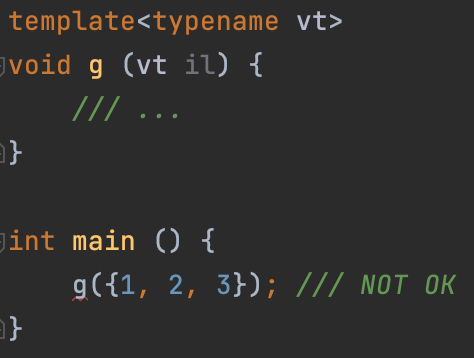 template<typename vt>
void g (vt il) {
    /// ...
}

int main () {
    g({1, 2, 3}); /// NOT OK
}